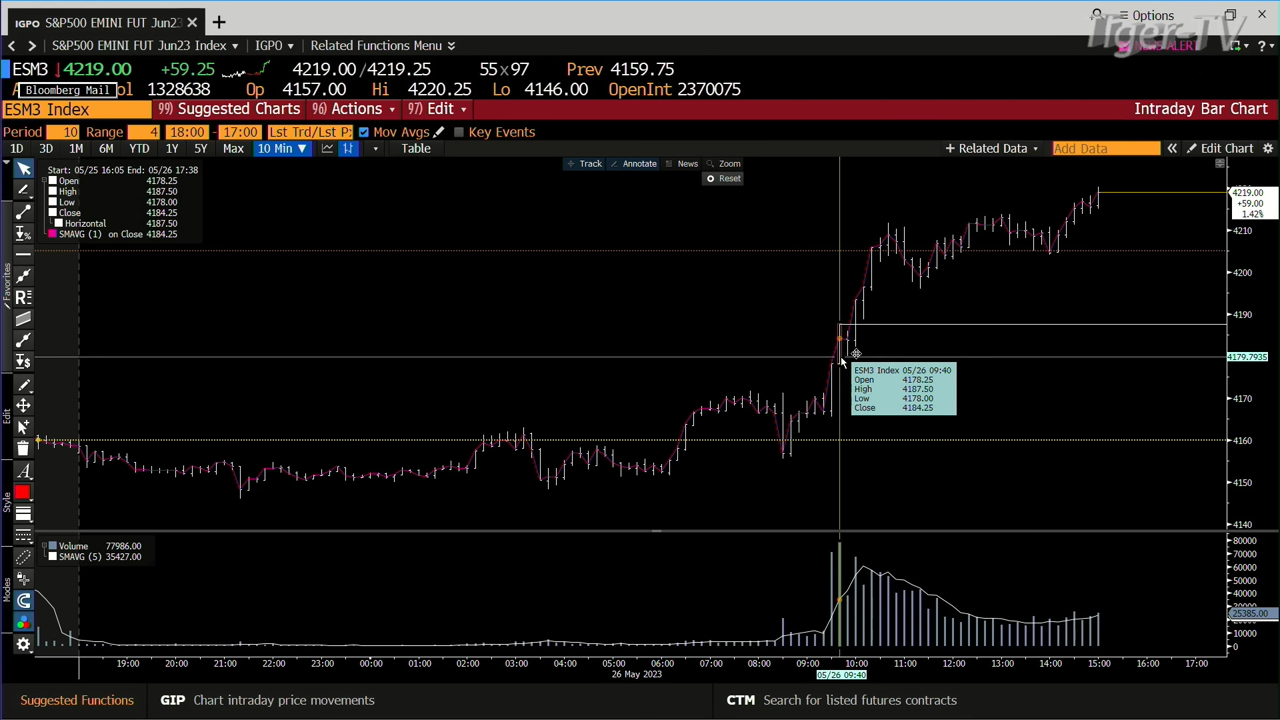 IGPO S&P500 EMINI FUT Jun23 × +
Options
Tiger-TV
S&P500 EMINI FUT Jun23 Index IGPO Related Functions Menu
NEWS ALERT
ESM3 ↓4219.00 +59.25 4219.00/4219.25 55x97 Prev 4159.75
Bloomberg Mail
1328638 Op 4157.00 Hi 4220.25 Lo 4146.00 OpenInt 2370075
ESM3 Index 99) Suggested Charts 96) Actions 97) Edit Intraday Bar Chart
Period 10 Range 4 18:00 - 17:00 Lst Trd/Lst P; Mov Avgs Key Events
1D 3D 1M 6M YTD 1Y 5Y Max 10 Min Table + Related Data Add Data Edit Chart
Track Annotate News Zoom
Reset
Start: 05/25 16:05 End: 05/26 17:38
Open 4178.25
High 4187.50
Low 4178.00
Close 4184.25
Horizontal 4187.50
SMAVG (1) on Close 4184.25
4219.00
+59.00
1.42%
4210
4200
4190
4179.7935
4170
4160
4150
4140
ESM3 Index 05/26 09:40
Open 4178.25
High 4187.50
Low 4178.00
Close 4184.25
Favorites
Edit
Style
Modes
Volume 77986.00
SMAVG (5) 35427.00
80000
70000
60000
50000
40000
30000
25385.00
10000
0
19:00 20:00 21:00 22:00 23:00 00:00 01:00 02:00 03:00 04:00 05:00 06:00 07:00 08:00 09:00 10:00 11:00 12:00 13:00 14:00 15:00 16:00 17:00
26 May 2023
05/26 09:40
Suggested Functions GIP Chart intraday price movements CTM Search for listed futures contracts